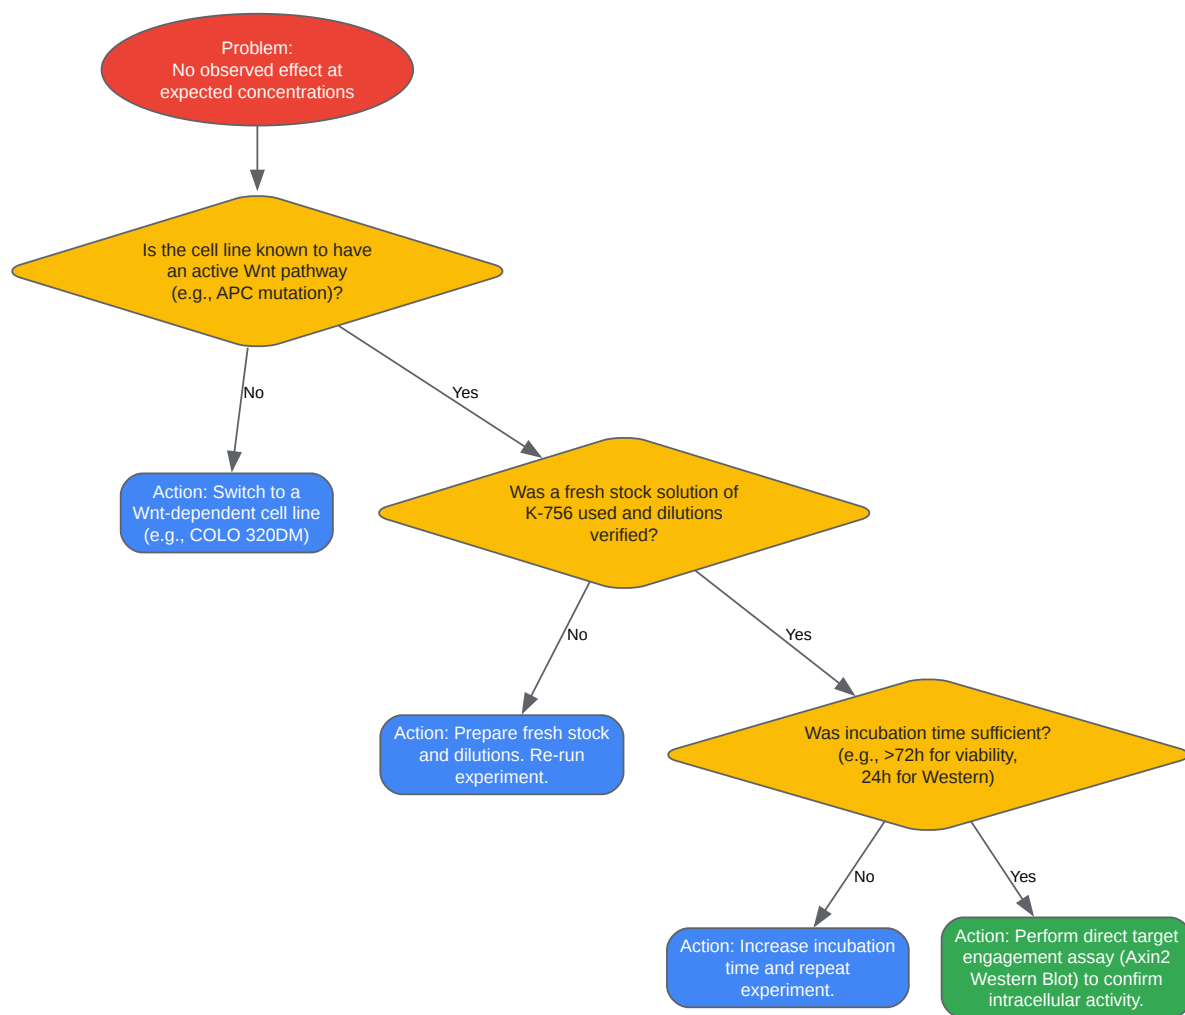 Problem:
No observed effect at
expected concentrations
Is the cell line known to have
an active Wnt pathway
(e.g., APC mutation)?
No
Yes
Action: Switch to a
Wnt-dependent cell line
(e.g., COLO 320DM)
Was a fresh stock solution of
K-756 used and dilutions
verified?
No
Yes
Action: Prepare fresh stock
and dilutions. Re-run
experiment.
Was incubation time sufficient?
(e.g., >72h for viability,
24h for Western)
No
Yes
Action: Increase incubation
time and repeat
experiment.
Action: Perform direct target
engagement assay (Axin2
Western Blot) to confirm
intracellular activity.